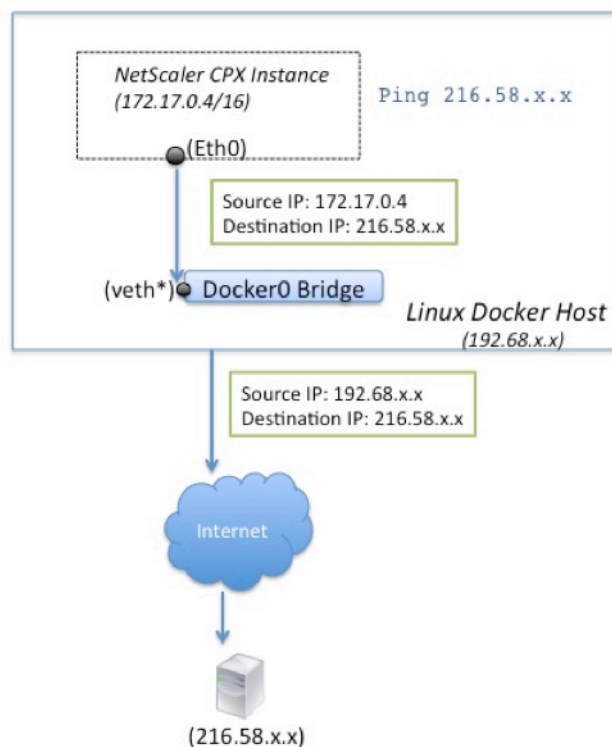 NetScaler CPX Instance
(172.17.0.4/16)
Ping 216.58.x.x
(Eth0)
Source IP: 172.17.0.4
Destination IP: 216.58.x.x
(veth*)
Docker0 Bridge
Linux Docker Host
(192.68.x.x)
Source IP: 192.68.x.x
Destination IP: 216.58.x.x
Internet
(216.58.x.x)